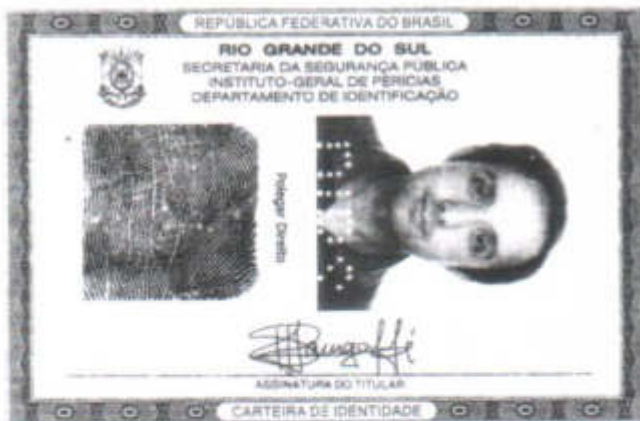 REPÚBLICA FEDERATIVA DO BRASIL
RIO GRANDE DO SUL
SECRETARIA DA SEGURANÇA PÚBLICA
INSTITUTO-GERAL DE PERÍCIAS
DEPARTAMENTO DE IDENTIFICAÇÃO
Polegar Direito
ASSINATURA DO TITULAR
CARTEIRA DE IDENTIDADE